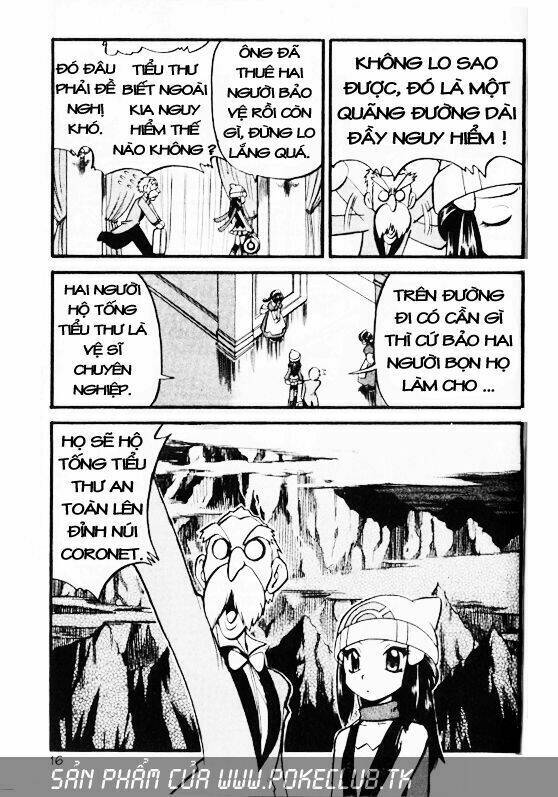 KHÔNG LO SAO
ĐƯỢC, ĐÓ LÀ MỘT
QUÃNG ĐƯỜNG DÀI
ĐẦY NGUY HIỂM !
ÔNG ĐÃ
THUÊ HAI
NGƯỜI BẢO
VỆ RỒI CÒN
GÌ, ĐỪNG LO
LẮNG QUÁ.
TIỂU THƯ
BIẾT NGOÀI
KIA NGUY
HIỂM THẾ
NÀO KHÔNG ?
ĐÓ ĐÂU
PHẢI ĐỀ
NGHỊ
KHÓ.
TRÊN ĐƯỜNG
ĐI CÓ CẦN GÌ
THÌ CỨ BẢO HAI
NGƯỜI BỌN HỌ
LÀM CHO ...
HAI NGƯỜI
HỘ TỐNG
TIỂU THƯ LÀ
VỆ SĨ
CHUYÊN
NGHIỆP.
HỌ SẼ HỘ
TỐNG TIỂU
THƯ AN
TOÀN LÊN
ĐỈNH NÚI
CORONET.
16
SẢN PHẨM CỦA WWW.POKECLUB.TK